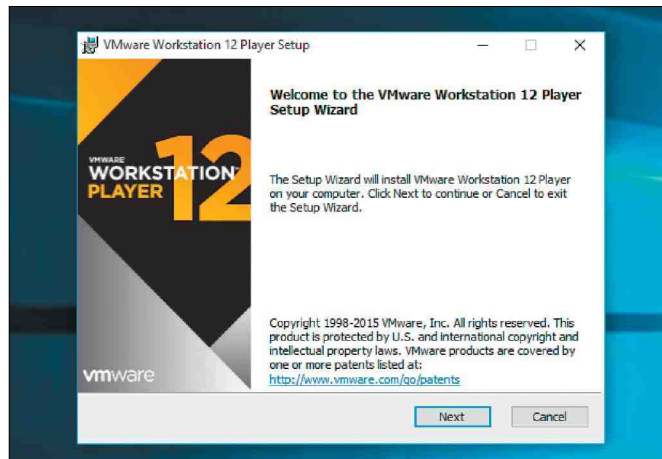 VMware Workstation 12 Player Setup
Welcome to the VMware Workstation 12 Player
Setup Wizard
VMWARE
WORKSTATION
PLAYER
12
The Setup Wizard will install VMware Workstation 12 Player
on your computer. Click Next to continue or Cancel to exit
the Setup Wizard.
Copyright 1998-2015 VMware, Inc. All rights reserved. This
product is protected by U.S. and international copyright and
intellectual property laws. VMware products are covered by
one or more patents listed at:
http://www.vmware.com/go/patents
vmware
Next
Cancel